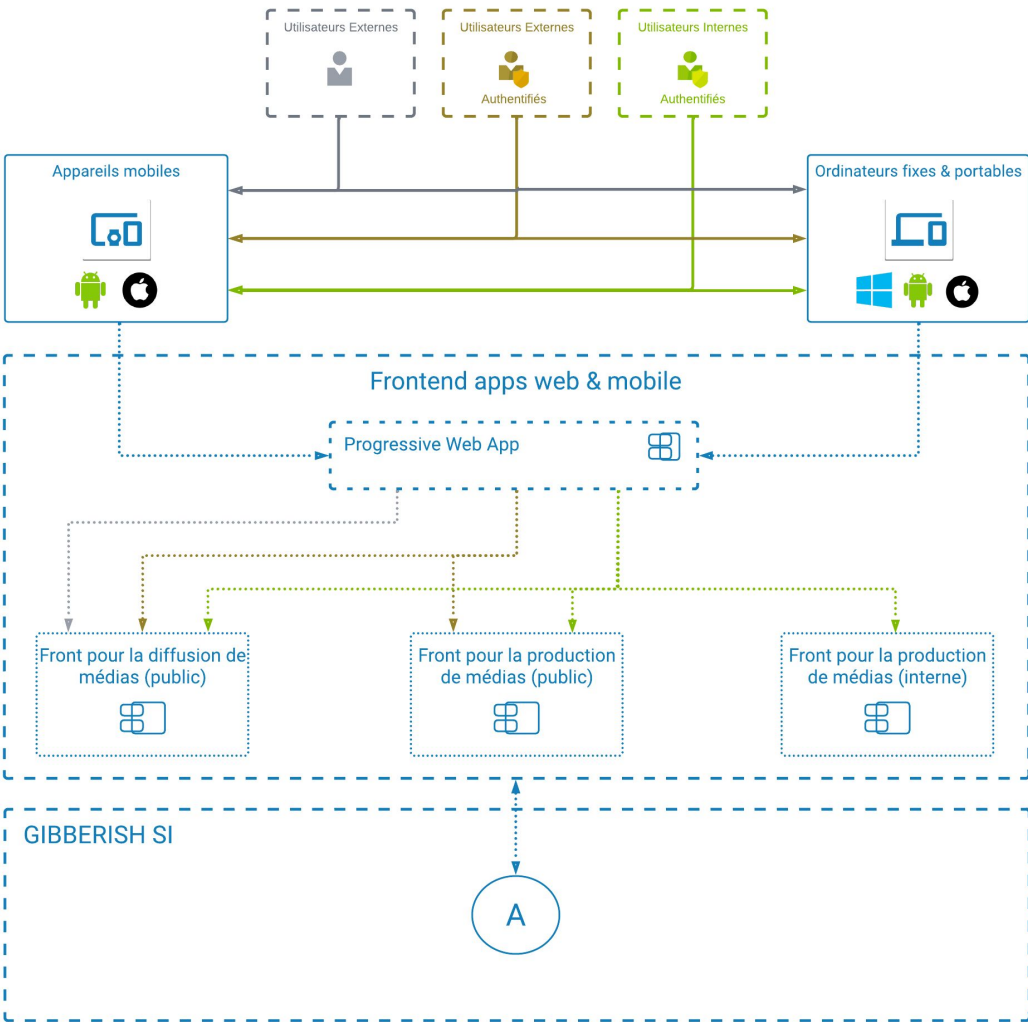 Utilisateurs Externes
Utilisateurs Externes
Authentifiés
Utilisateurs Internes
Authentifiés
Appareils mobiles
Ordinateurs fixes & portables
Frontend apps web & mobile
Progressive Web App
Front pour la diffusion de
médias (public)
Front pour la production
de médias (public)
Front pour la production
de médias (interne)
GIBBERISH SI
A